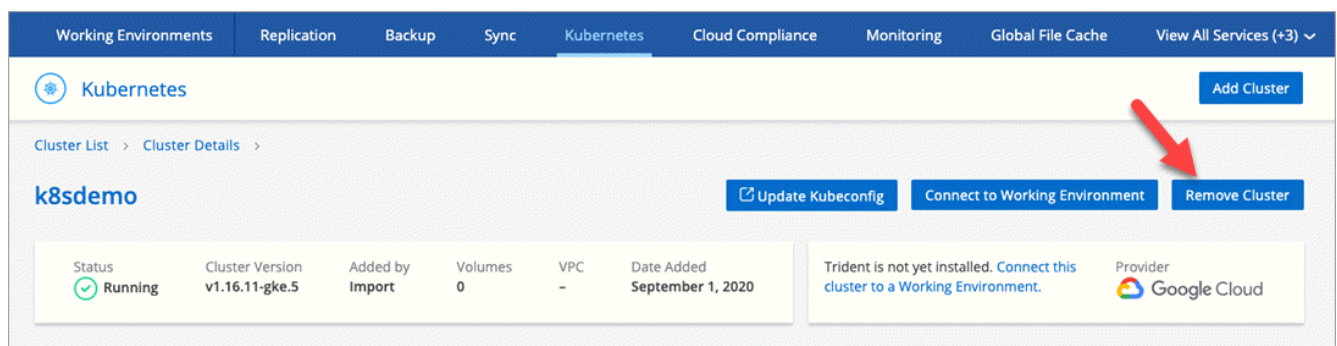 Working Environments Replication Backup Sync Kubernetes Cloud Compliance Monitoring Global File Cache View All Services (+3)
Kubernetes Add Cluster
Cluster List > Cluster Details >
k8sdemo Update Kubeconfig Connect to Working Environment Remove Cluster
Status Cluster Version Added by Volumes VPC Date Added
Running v1.16.11-gke.5 Import 0 – September 1, 2020
Trident is not yet installed. Connect this
cluster to a Working Environment.
Provider
Google Cloud